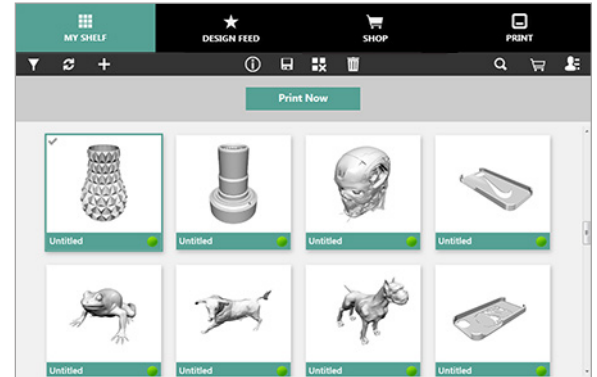 MY SHELF
DESIGN FEED
SHOP
PRINT
Print Now
Untitled
Untitled
Untitled
Untitled
Untitled
Untitled
Untitled
Untitled